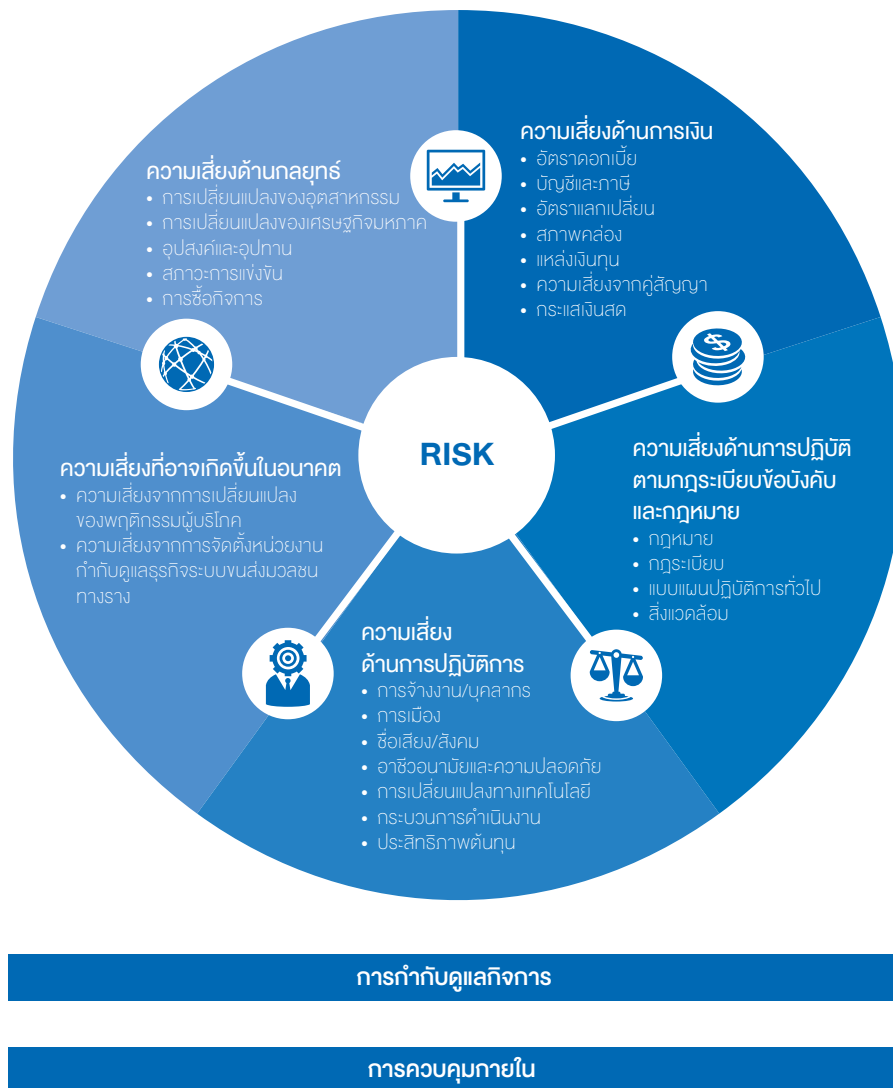 ความเสี่ยงด้านการเงิน
• อัตราดอกเบี้ย
• บัญชีและภาษี
• อัตราแลกเปลี่ยน
• สภาพคล่อง
• แหล่งเงินทุน
• ความเสี่ยงจากคู่สัญญา
• กระแสเงินสด
ความเสี่ยงด้านกลยุทธ์
• การเปลี่ยนแปลงของอุตสาหกรรม
• การเปลี่ยนแปลงของเศรษฐกิจมหภาค
• อุปสงค์และอุปทาน
• สภาวะการแข่งขัน
• การซื้อกิจการ
$
RISK
ความเสี่ยงด้านการปฏิบัติ
ตามกฎระเบียบข้อบังคับ
และกฎหมาย
• กฎหมาย
• กฎระเบียบ
• แบบแผนปฏิบัติการทั่วไป
• สิ่งแวดล้อม
ความเสี่ยงที่อาจเกิดขึ้นในอนาคต
• ความเสี่ยงจากการเปลี่ยนแปลง
ของพฤติกรรมผู้บริโภค
• ความเสี่ยงจากการจัดตั้งหน่วยงาน
กำกับดูแลธุรกิจระบบขนส่งมวลชน
ทางราง
ความเสี่ยง
ด้านการปฏิบัติการ
• การจ้างงาน/บุคลากร
• การเมือง
• ชื่อเสียง/สังคม
• อาชีวอนามัยและความปลอดภัย
• การเปลี่ยนแปลงทางเทคโนโลยี
• กระบวนการดำเนินงาน
• ประสิทธิภาพต้นทุน
การกำกับดูแลกิจการ
การควบคุมภายใน